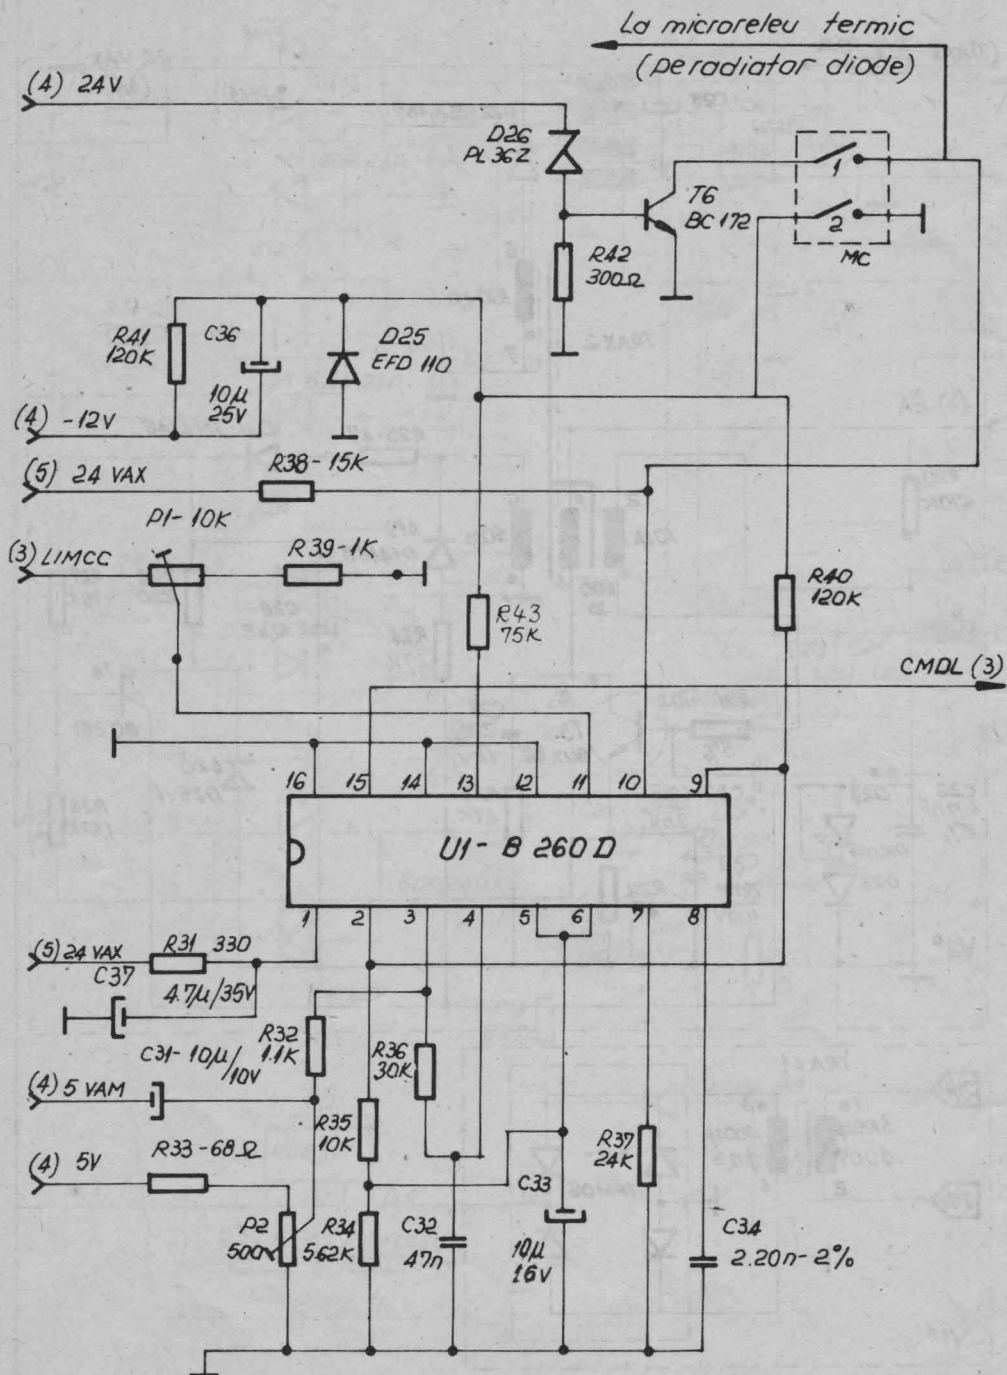 La microreleu termic
(pe radiator diode)
(4) 24V
D26
PL 36Z
T6
BC 172
1
2
MC
R42
300Ω
R41
120K
C36
10µ
25V
D25
EFD 110
(4) -12V
(5) 24 VAX
R38-15K
P1-10K
(3) LIMCC
R39-1K
R43
75K
R40
120K
CMDL (3)
16 15 14 13 12 11 10 9
U1-B 260 D
1 2 3 4 5 6 7 8
(5) 24 VAX
R31 330
C37
4.7µ/35V
R32
1.1K
C31-10µ/10V
R36
30K
(4) 5 VAM
R35
10K
R37
24K
(4) 5V
R33-68Ω
C33
10µ
16V
P2
500
R34
5.62K
C32
47n
C34
2.20n-2%